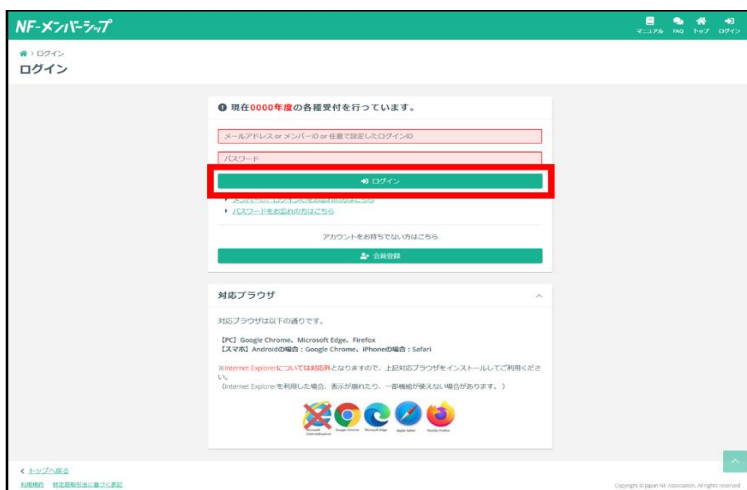 NF-メンバーシップ
マニュアル FAQ トップ ログイン
> ログイン
ログイン
現在0000年度の各種受付を行っています。
メールアドレス or メンバーID or 任意で設定したログインID
パスワード
ログイン
パスワードをお忘れの方はこちら
アカウントをお持ちでない方はこちら
会員登録
対応ブラウザ
対応ブラウザは以下の通りです。
【PC】Google Chrome、Microsoft Edge、Firefox
【スマホ】Androidの場合：Google Chrome、iPhoneの場合：Safari
※Internet Explorerについては対応外となりますので、上記対応ブラウザをインストールしてご利用くださ
い。
（Internet Explorerを利用した場合、表示が崩れたり、一部機能が使えない場合があります。）
Google Chrome Microsoft Edge Apple Safari Mozilla Firefox
トップへ戻る
利用規約 特定商取引法に基づく表記
Copyright © Japan NF Association. All rights reserved